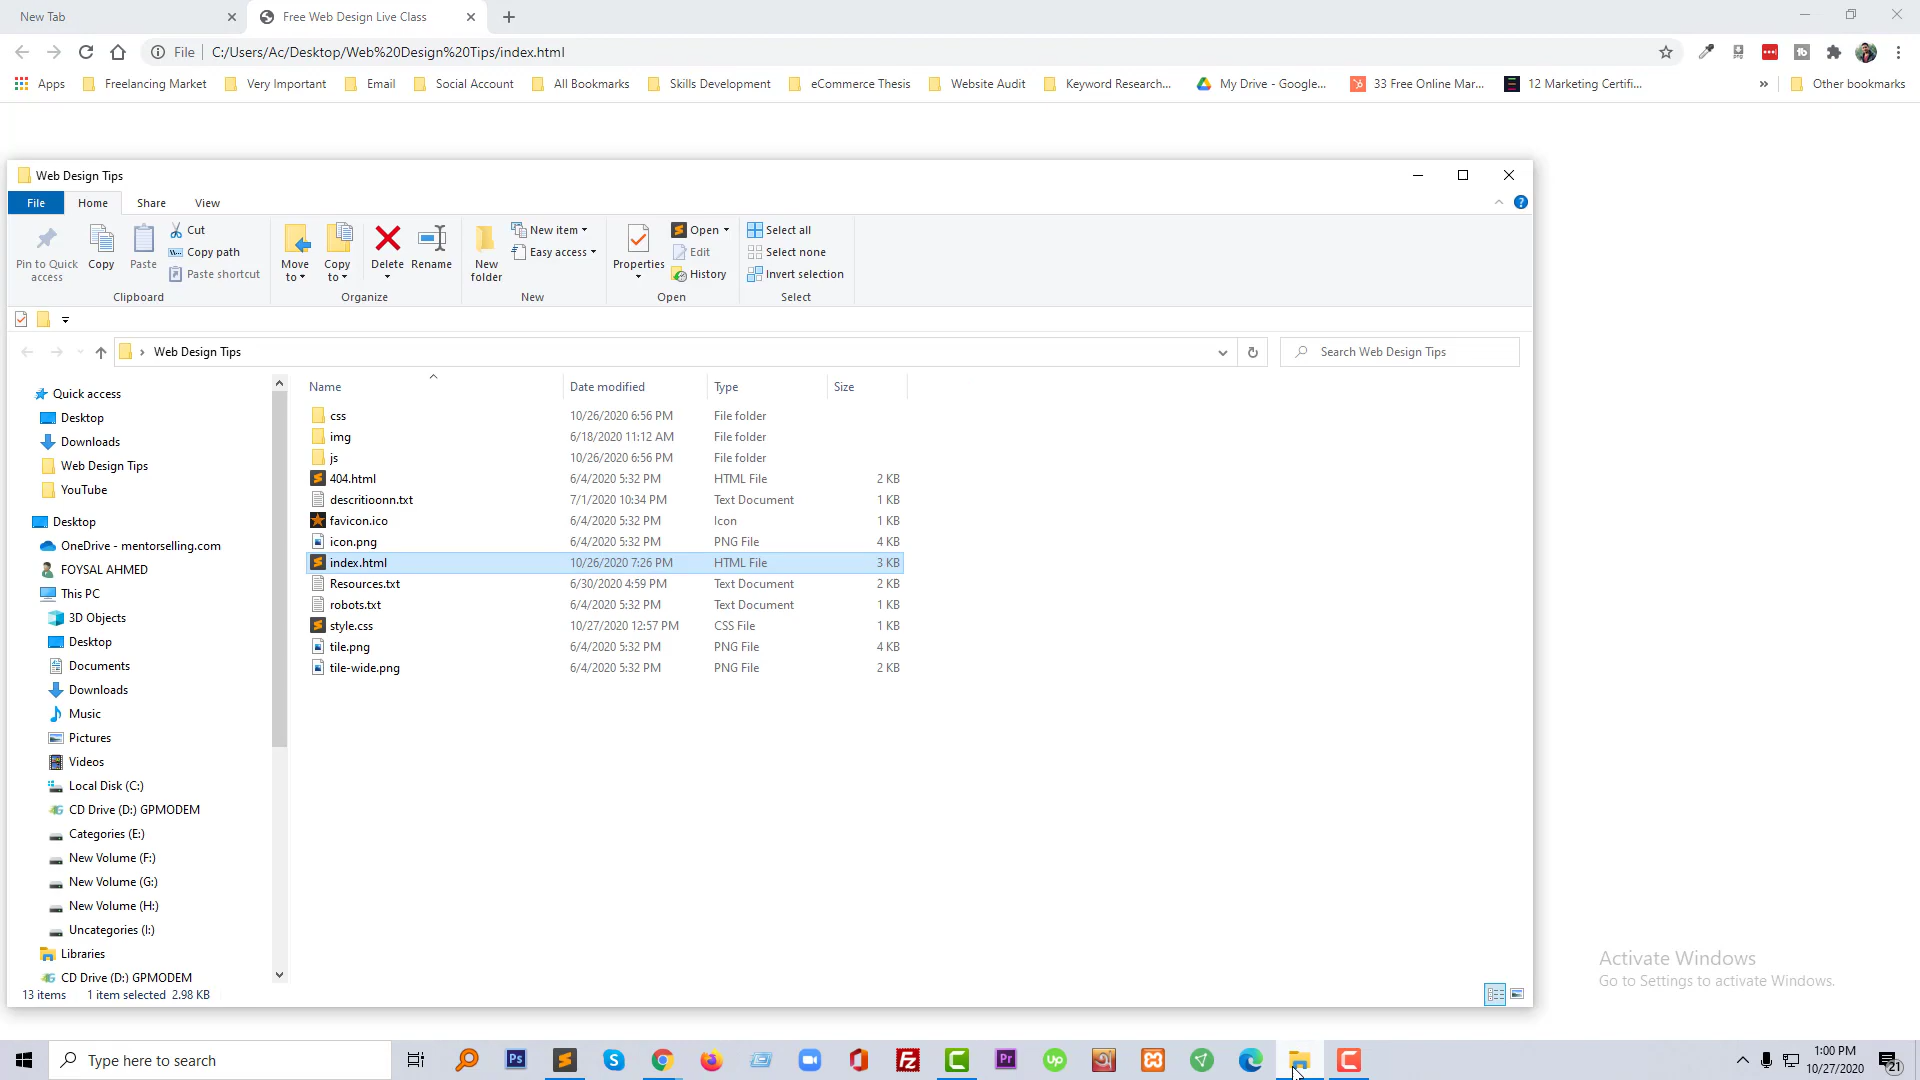 New Tab
Free Web Design Live Class
File
C:/Users/Ac/Desktop/Web%20Design%20Tips/index.html
Apps
Freelancing Market
Very Important
Email
Social Account
All Bookmarks
Skills Development
eCommerce Thesis
Website Audit
Keyword Research...
My Drive - Google...
33 Free Online Mar...
12 Marketing Certifi...
»
Other bookmarks
Web Design Tips
File
Home
Share
View
Pin to Quick
access
Copy
Paste
Cut
Copy path
Paste shortcut
Clipboard
Move
to
Copy
to
Delete
Rename
Organize
New
folder
New item
Easy access
New
Properties
Open
Edit
History
Open
Select all
Select none
Invert selection
Select
Web Design Tips
Search Web Design Tips
Name
Date modified
Type
Size
css 10/26/2020 6:56 PM File folder
img 6/18/2020 11:12 AM File folder
js 10/26/2020 6:56 PM File folder
404.html 6/4/2020 5:32 PM HTML File 2 KB
descritioonn.txt 7/1/2020 10:34 PM Text Document 1 KB
favicon.ico 6/4/2020 5:32 PM Icon 1 KB
icon.png 6/4/2020 5:32 PM PNG File 4 KB
index.html 10/26/2020 7:26 PM HTML File 3 KB
Resources.txt 6/30/2020 4:59 PM Text Document 2 KB
robots.txt 6/4/2020 5:32 PM Text Document 1 KB
style.css 10/27/2020 12:57 PM CSS File 1 KB
tile.png 6/4/2020 5:32 PM PNG File 4 KB
tile-wide.png 6/4/2020 5:32 PM PNG File 2 KB
Quick access
Desktop
Downloads
Web Design Tips
YouTube
Desktop
OneDrive - mentorselling.com
FOYSAL AHMED
This PC
3D Objects
Desktop
Documents
Downloads
Music
Pictures
Videos
Local Disk (C:)
CD Drive (D:) GPMODEM
Categories (E:)
New Volume (F:)
New Volume (G:)
New Volume (H:)
Uncategories (I:)
Libraries
CD Drive (D:) GPMODEM
13 items
1 item selected 2.98 KB
Activate Windows
Go to Settings to activate Windows.
Type here to search
Ps
Pr
Up
1:00 PM
10/27/2020
21